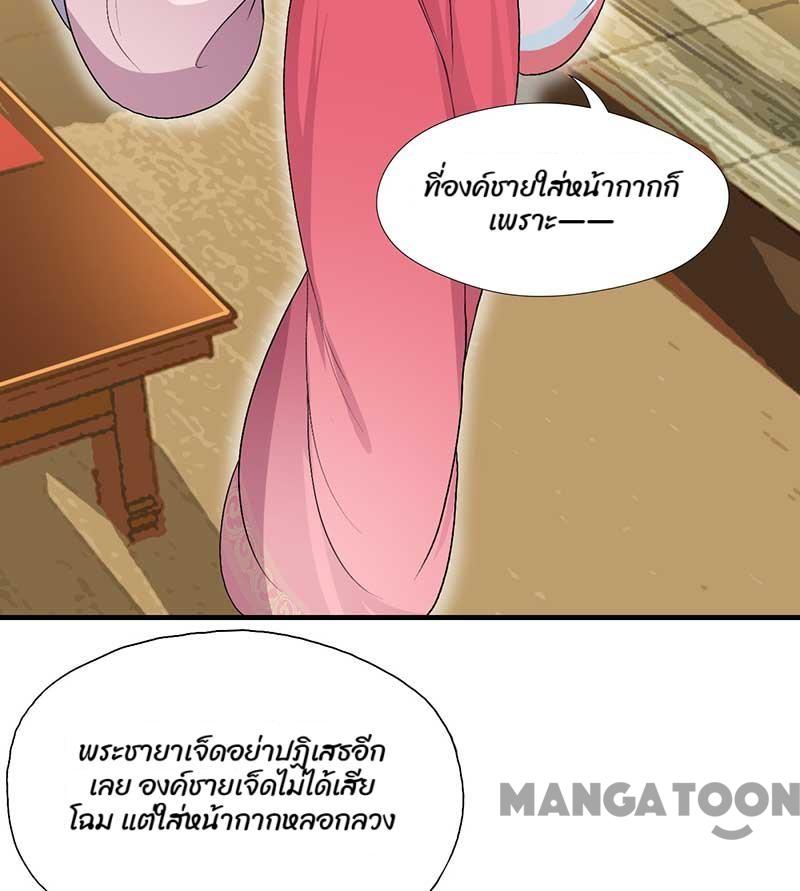 ที่องค์ชายใส่หน้ากากก็
เพราะ——
พระชายาเจ็ดอย่าปฏิเสธอีก
เลย องค์ชายเจ็ดไม่ได้เสีย
โฉม แต่ใส่หน้ากากหลอกลวง
MANGATOON